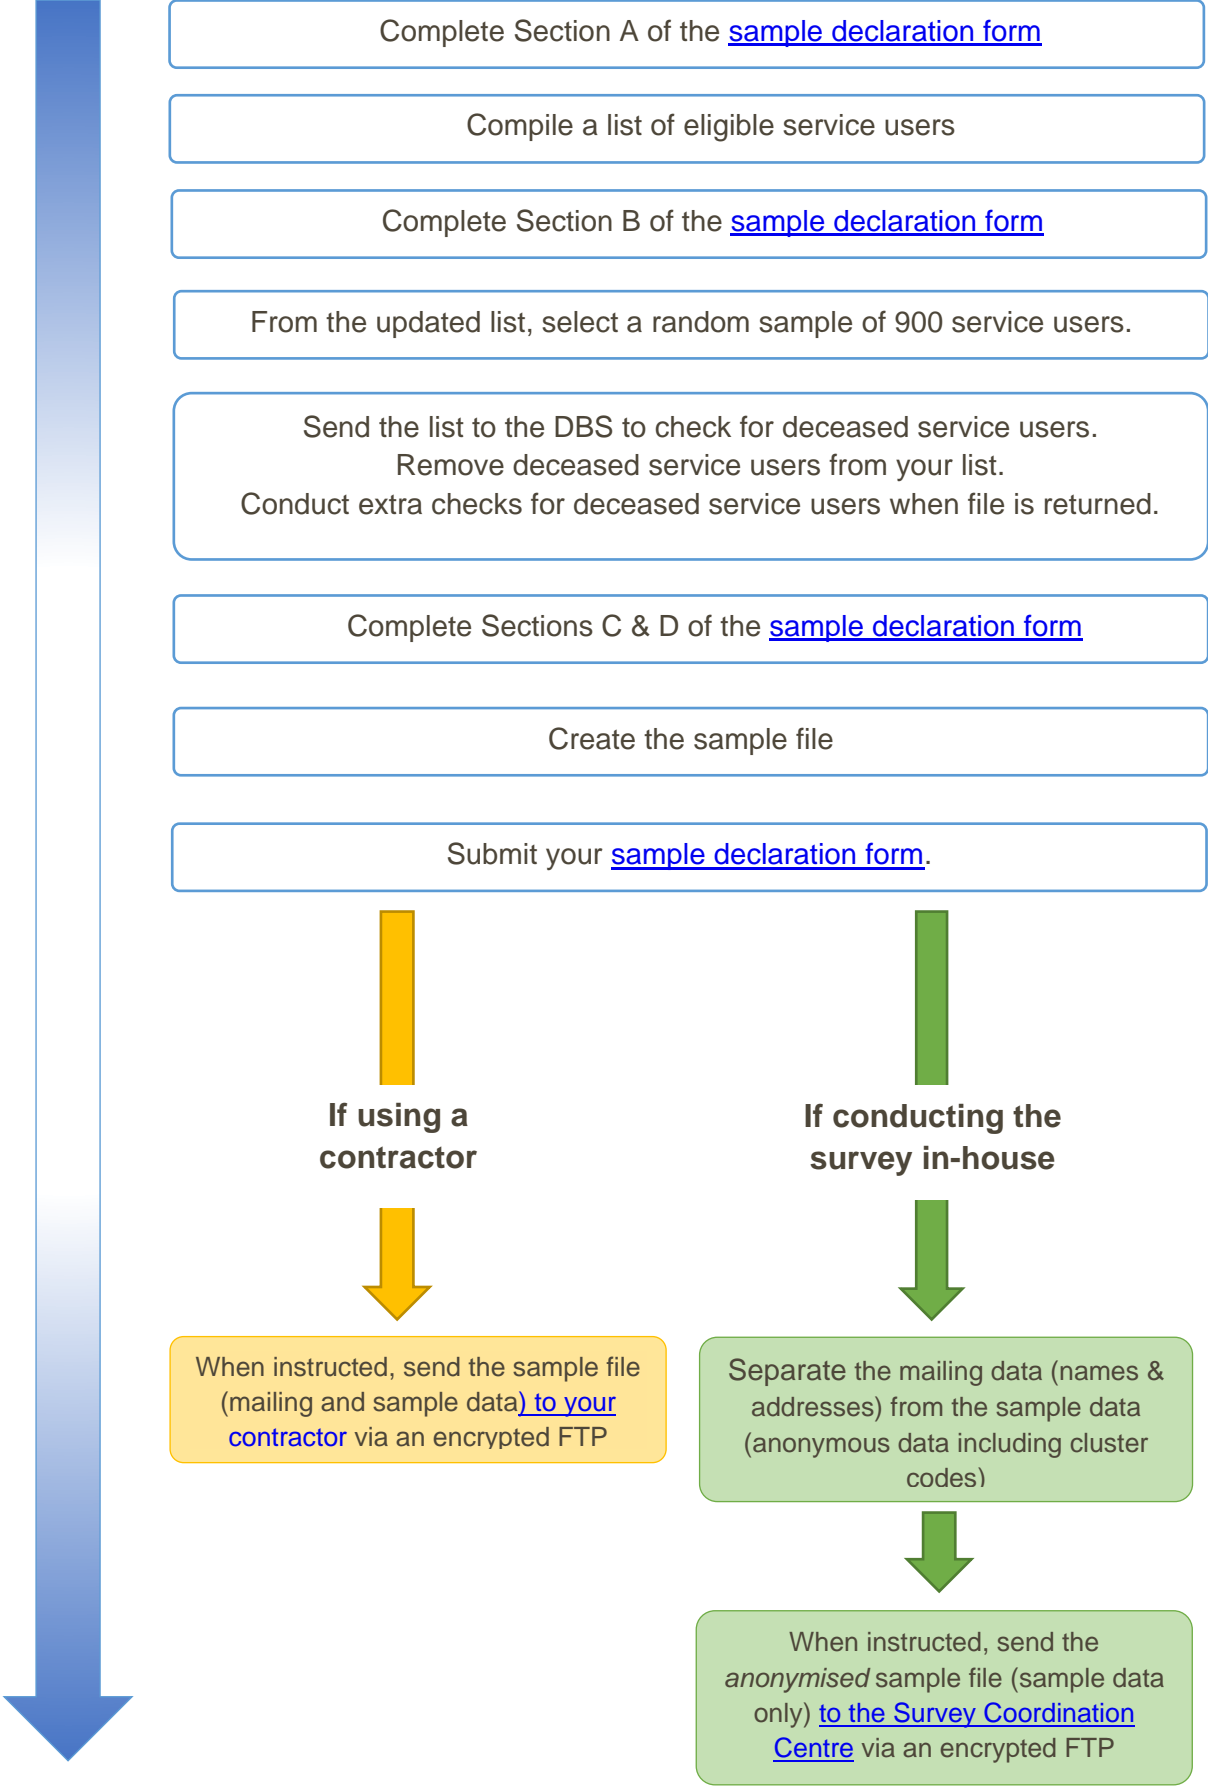 Complete Section A of the sample declaration form
Compile a list of eligible service users
Complete Section B of the sample declaration form
From the updated list, select a random sample of 900 service users.
Send the list to the DBS to check for deceased service users.
Remove deceased service users from your list.
Conduct extra checks for deceased service users when file is returned.
Complete Sections C & D of the sample declaration form
Create the sample file
Submit your sample declaration form.
If using a
contractor
When instructed, send the sample file
(mailing and sample data) to your
contractor via an encrypted FTP
If conducting the
survey in-house
Separate the mailing data (names &
addresses) from the sample data
(anonymous data including cluster
codes)
When instructed, send the
anonymised sample file (sample data
only) to the Survey Coordination
Centre via an encrypted FTP